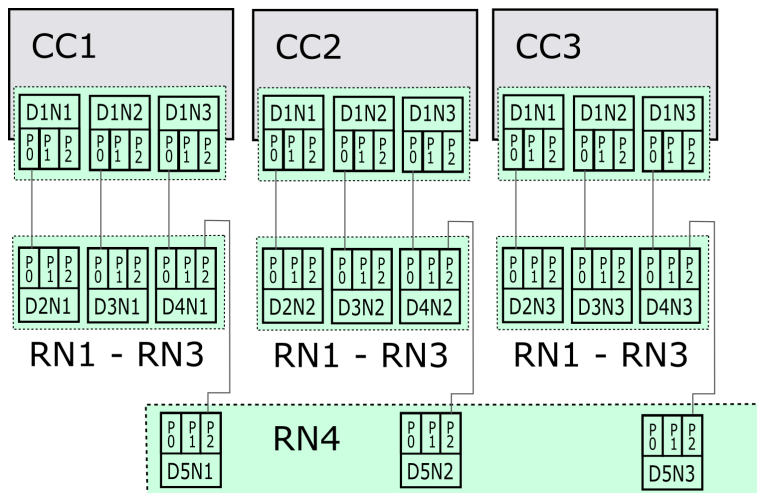 CC1 CC2 CC3
D1N1 D1N2 D1N3 D1N1 D1N2 D1N3 D1N1 D1N2 D1N3
P0 P1 P2 P0 P1 P2 P0 P1 P2 P0 P1 P2 P0 P1 P2 P0 P1 P2 P0 P1 P2 P0 P1 P2 P0 P1 P2
P0 P1 P2 P0 P1 P2 P0 P1 P2 P0 P1 P2 P0 P1 P2 P0 P1 P2 P0 P1 P2 P0 P1 P2 P0 P1 P2
D2N1 D3N1 D4N1 D2N2 D3N2 D4N2 D2N3 D3N3 D4N3
RN1 - RN3 RN1 - RN3 RN1 - RN3
P0 P1 P2 RN4 P0 P1 P2 P0 P1 P2
D5N1 D5N2 D5N3